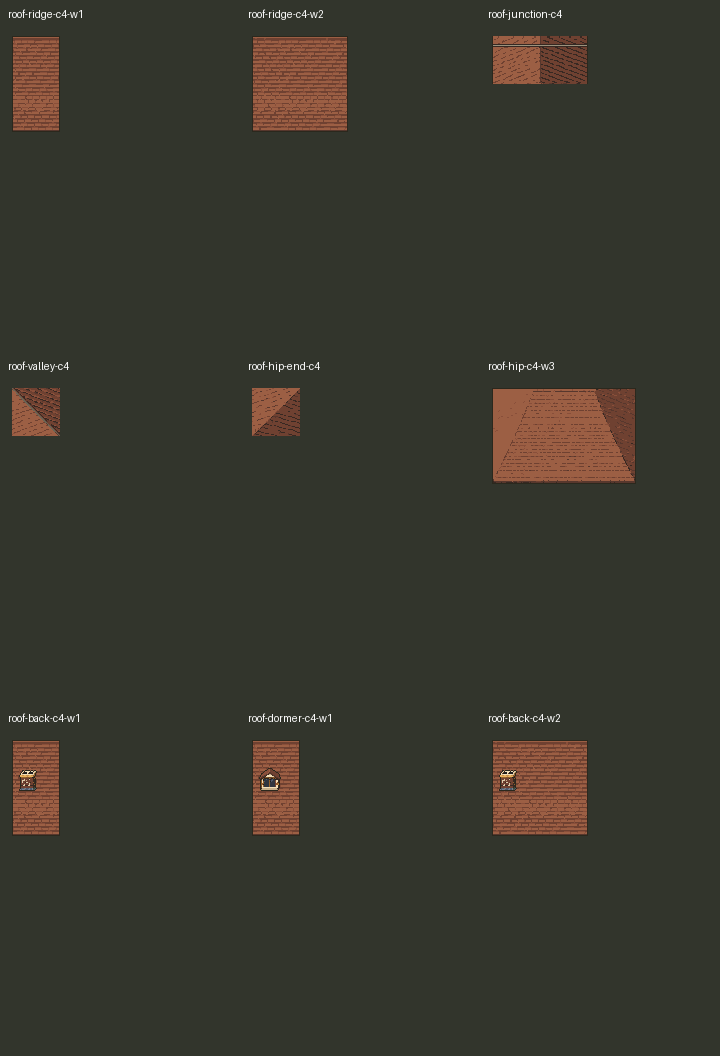 roof-ridge-c4-w1
roof-ridge-c4-w2
roof-junction-c4
roof-valley-c4
roof-hip-end-c4
roof-hip-c4-w3
roof-back-c4-w1
roof-dormer-c4-w1
roof-back-c4-w2